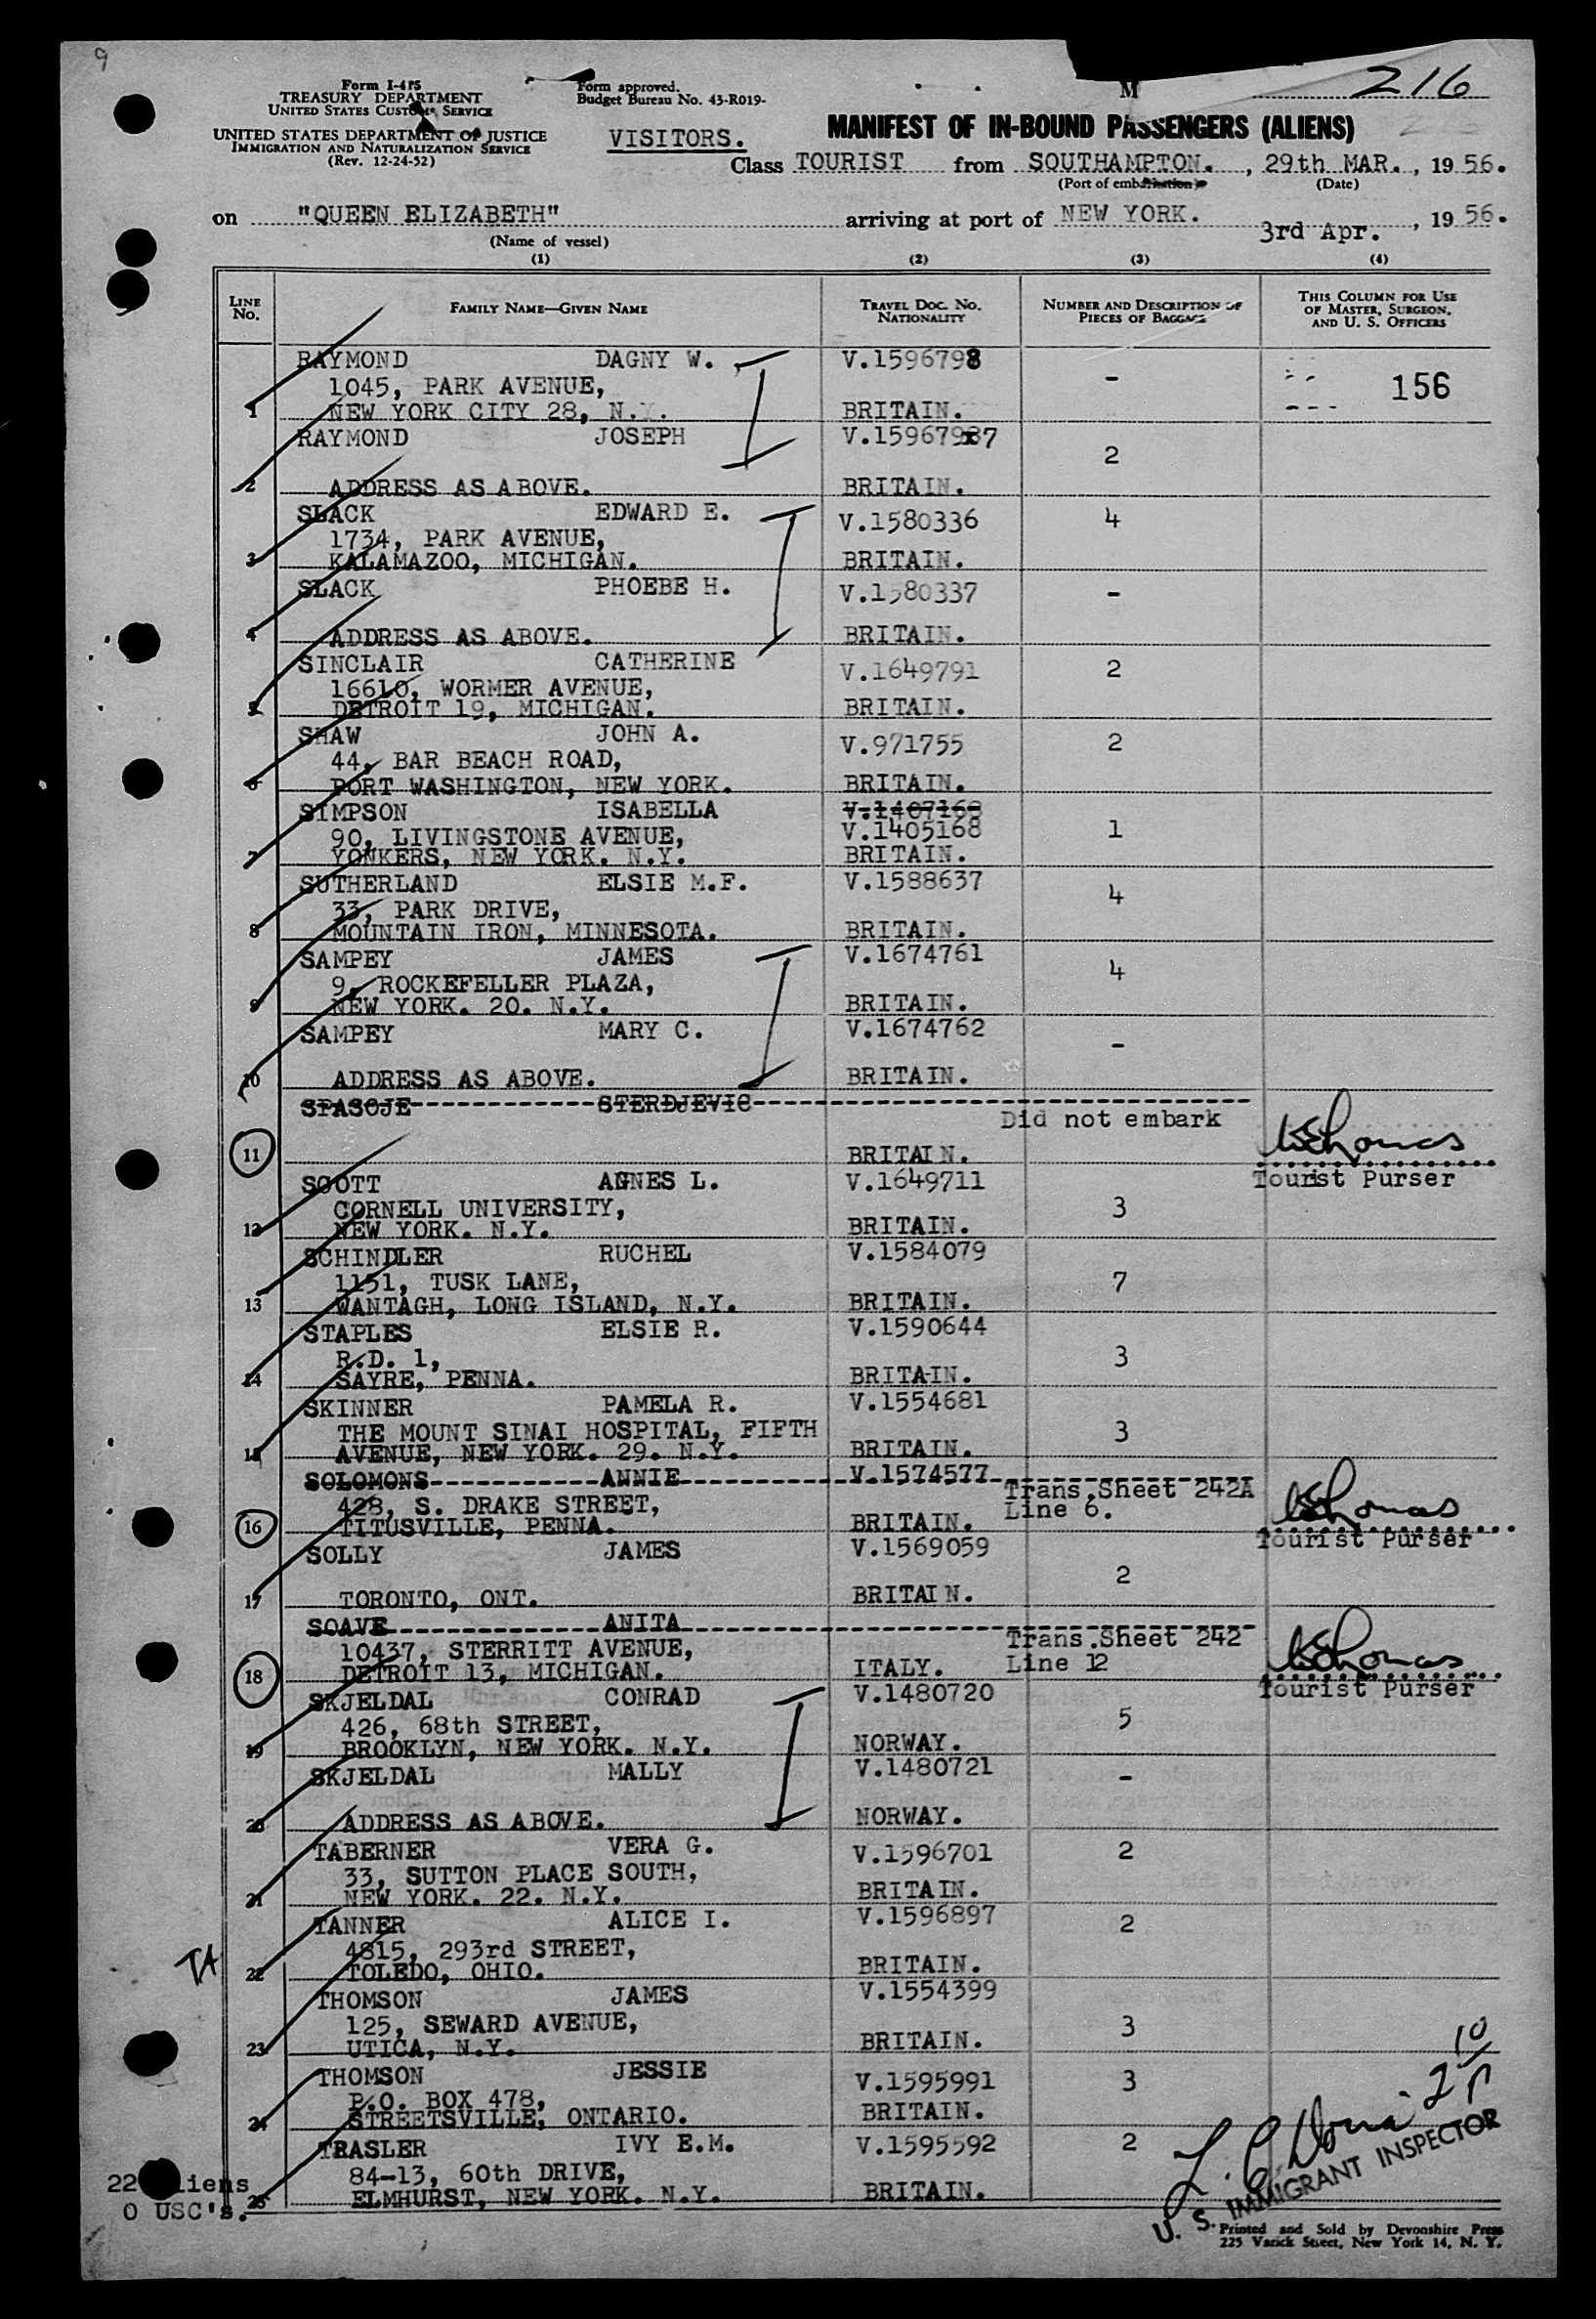 9
Form I-415
TREASURY DEPARTMENT
UNITED STATES CUSTOMS SERVICE
UNITED STATES DEPARTMENT OF JUSTICE
IMMIGRATION AND NATURALIZATION SERVICE
(Rev. 12-24-52)
Form approved.
Budget Bureau No. 43-R019-
VISITORS.
M
216
MANIFEST OF IN-BOUND PASSENGERS (ALIENS)
Class TOURIST from SOUTHAMPTON. , 29th MAR. , 19 56.
(Port of embarkation) (Date)
on "QUEEN ELIZABETH" arriving at port of NEW YORK. 3rd Apr. , 19 56.
(Name of vessel)
(1) (2) (3) (4)
LINE NO. FAMILY NAME—GIVEN NAME TRAVEL DOC. NO. NATIONALITY NUMBER AND DESCRIPTION OF PIECES OF BAGGAGE THIS COLUMN FOR USE OF MASTER, SURGEON, AND U. S. OFFICERS
RAYMOND DAGNY W. , V.1596798
1045, PARK AVENUE, - 156
1 NEW YORK CITY 28, N.Y. BRITAIN.
RAYMOND JOSEPH V.1596797
2
2 ADDRESS AS ABOVE. BRITAIN.
SLACK EDWARD E. V.1580336 4
1734, PARK AVENUE,
3 KALAMAZOO, MICHIGAN. BRITAIN.
SLACK PHOEBE H. V.1580337 -
4 ADDRESS AS ABOVE. BRITAIN.
SINCLAIR CATHERINE V.1649791 2
16610, WORMER AVENUE,
5 DETROIT 19, MICHIGAN. BRITAIN.
SHAW JOHN A. V.971755 2
44, BAR BEACH ROAD,
6 PORT WASHINGTON, NEW YORK. BRITAIN.
SIMPSON ISABELLA V.1407168
90, LIVINGSTONE AVENUE, V.1405168 1
7 YONKERS, NEW YORK. N.Y. BRITAIN.
SUTHERLAND ELSIE M.F. V.1588637 4
33, PARK DRIVE,
8 MOUNTAIN IRON, MINNESOTA. BRITAIN.
SAMPEY JAMES V.1674761 4
9, ROCKEFELLER PLAZA,
9 NEW YORK. 20. N.Y. BRITAIN.
SAMPEY MARY C. V.1674762 -
10 ADDRESS AS ABOVE. BRITAIN.
SPASOJE STERDJEVIC
Did not embark
11 BRITAIN.
Tourist Purser
SCOTT AGNES L. V.1649711
CORNELL UNIVERSITY, 3
12 NEW YORK. N.Y. BRITAIN.
SCHINDLER RUCHEL V.1584079
1151, TUSK LANE, 7
13 WANTAGH, LONG ISLAND, N.Y. BRITAIN.
STAPLES ELSIE R. V.1590644
R.D. 1, 3
14 SAYRE, PENNA. BRITAIN.
SKINNER PAMELA R. V.1554681
THE MOUNT SINAI HOSPITAL, FIFTH 3
15 AVENUE, NEW YORK. 29. N.Y. BRITAIN.
SOLOMONS ANNIE V.1574577 Trans.Sheet 242A
428, S. DRAKE STREET, Line 6.
16 TITUSVILLE, PENNA. BRITAIN.
Tourist Purser
SOLLY JAMES V.1569059
2
17 TORONTO, ONT. BRITAIN.
SOAVE ANITA
10437, STERRITT AVENUE, Trans.Sheet 242
18 DETROIT 13, MICHIGAN. ITALY. Line 12
Tourist Purser
SKJELDAL CONRAD V.1480720
426, 68th STREET, 5
19 BROOKLYN, NEW YORK. N.Y. NORWAY.
SKJELDAL MALLY V.1480721 -
20 ADDRESS AS ABOVE. NORWAY.
TABERNER VERA G. V.1596701 2
33, SUTTON PLACE SOUTH,
21 NEW YORK. 22. N.Y. BRITAIN.
TANNER ALICE I. V.1596897 2
4815, 293rd STREET,
TA
22 TOLEDO, OHIO. BRITAIN.
THOMSON JAMES V.1554399
125, SEWARD AVENUE, 3
23 UTICA, N.Y. BRITAIN.
THOMSON JESSIE V.1595991 3
P.O. BOX 478,
24 STREETSVILLE, ONTARIO. BRITAIN.
TRASLER IVY E.M. V.1595592 2
84-13, 60th DRIVE,
25 ELMHURST, NEW YORK. N.Y. BRITAIN.
22 Aliens
0 USC's.
U. S. IMMIGRANT INSPECTOR
Printed and Sold by Devonshire Press
225 Varick Street, New York 14, N. Y.